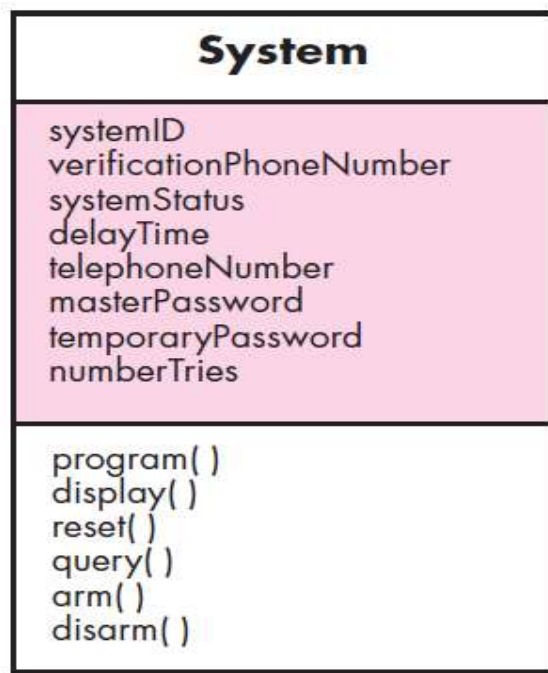 System
systemID
verificationPhoneNumber
systemStatus
delayTime
telephoneNumber
masterPassword
temporaryPassword
numberTries
program( )
display( )
reset( )
query( )
arm( )
disarm( )